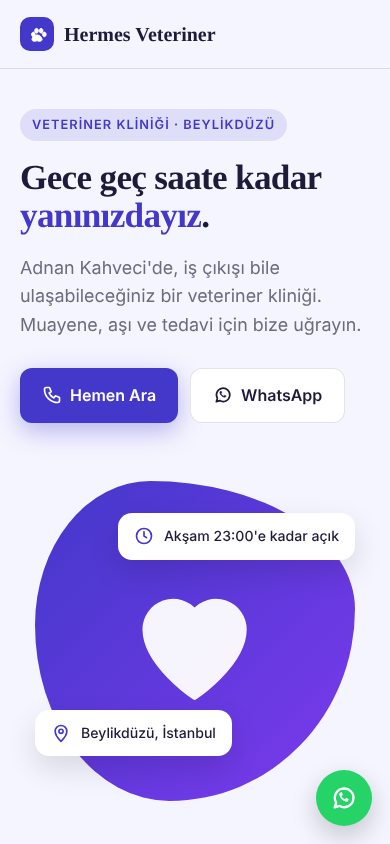 Hermes Veteriner
VETERİNER KLİNİĞİ · BEYLİKDÜZÜ
Gece geç saate kadar
yanınızdayız.
Adnan Kahveci'de, iş çıkışı bile
ulaşabileceğiniz bir veteriner kliniği.
Muayene, aşı ve tedavi için bize uğrayın.
Hemen Ara
WhatsApp
Akşam 23:00'e kadar açık
Beylikdüzü, İstanbul